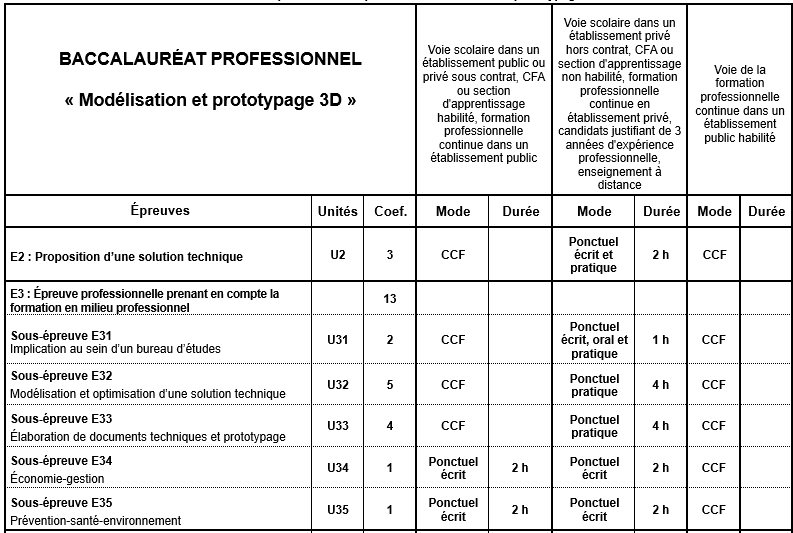 BACCALAURÉAT PROFESSIONNEL
« Modélisation et prototypage 3D »
Voie scolaire dans un
établissement public ou
privé sous contrat, CFA
ou section
d'apprentissage
habilité, formation
professionnelle
continue dans un
établissement public
Voie scolaire dans un
établissement privé
hors contrat, CFA ou
section d'apprentissage
non habilité, formation
professionnelle
continue en
établissement privé,
candidats justifiant de 3
années d'expérience
professionnelle,
enseignement à
distance
Voie de la
formation
professionnelle
continue dans un
établissement
public habilité
Épreuves Unités Coef. Mode Durée Mode Durée Mode Durée
E2 : Proposition d'une solution technique U2 3 CCF Ponctuel écrit et pratique 2 h CCF
E3 : Épreuve professionnelle prenant en compte la
formation en milieu professionnel 13
Sous-épreuve E31
Implication au sein d'un bureau d'études U31 2 CCF Ponctuel écrit, oral et pratique 1 h CCF
Sous-épreuve E32
Modélisation et optimisation d'une solution technique U32 5 CCF Ponctuel pratique 4 h CCF
Sous-épreuve E33
Élaboration de documents techniques et prototypage U33 4 CCF Ponctuel pratique 4 h CCF
Sous-épreuve E34
Économie-gestion U34 1 Ponctuel écrit 2 h Ponctuel écrit 2 h CCF
Sous-épreuve E35
Prévention-santé-environnement U35 1 Ponctuel écrit 2 h Ponctuel écrit 2 h CCF